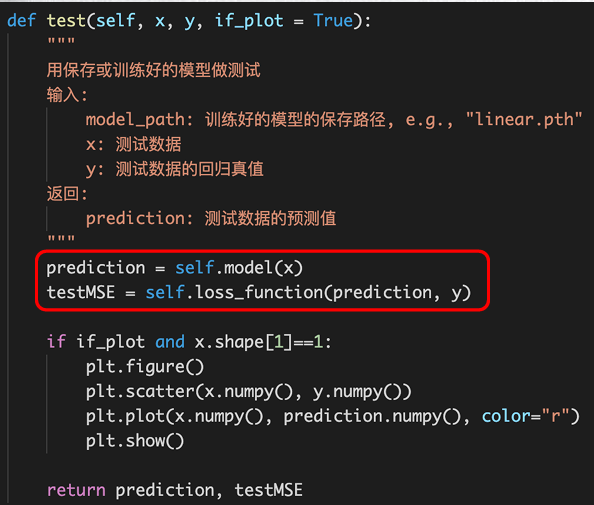 def test(self, x, y, if_plot = True):
"""
用保存或训练好的模型做测试
输入:
model_path: 训练好的模型的保存路径, e.g., "linear.pth"
x: 测试数据
y: 测试数据的回归真值
返回:
prediction: 测试数据的预测值
"""
prediction = self.model(x)
testMSE = self.loss_function(prediction, y)
if if_plot and x.shape[1]==1:
plt.figure()
plt.scatter(x.numpy(), y.numpy())
plt.plot(x.numpy(), prediction.numpy(), color="r")
plt.show()
return prediction, testMSE